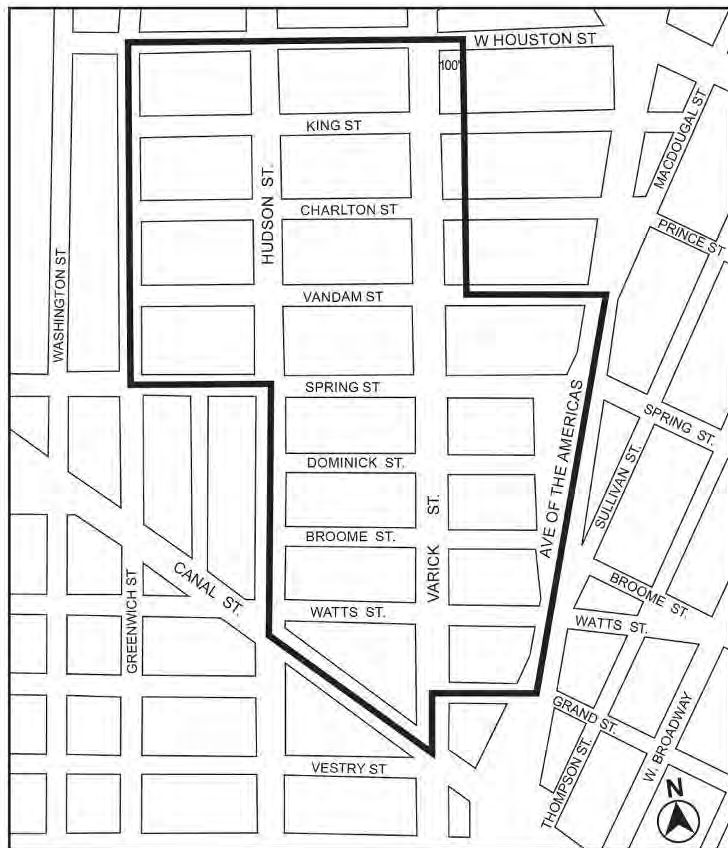 W HOUSTON ST
100'
KING ST
MACDOUGAL ST
HUDSON ST.
CHARLTON ST
PRINCE ST
WASHINGTON ST
VANDAM ST
SPRING ST
AVE OF THE AMERICAS
SPRING ST.
SULLIVAN ST.
DOMINICK ST.
VARICK ST.
BROOME ST.
CANAL ST.
GREENWICH ST
BROOME ST.
WATTS ST.
WATTS ST.
GRAND ST.
W. BROADWAY
THOMPSON ST.
VESTRY ST
N